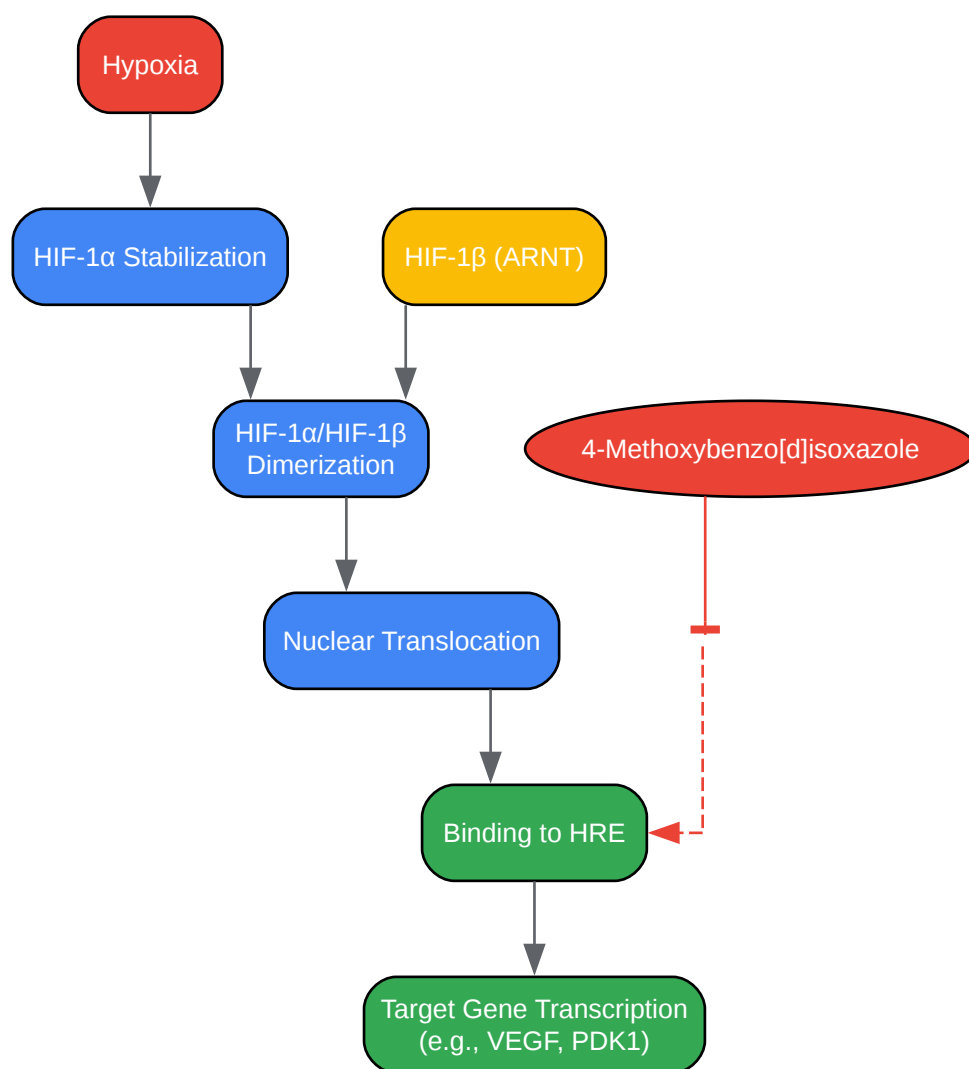 Hypoxia
HIF-1α Stabilization
HIF-1β (ARNT)
HIF-1α/HIF-1β
Dimerization
4-Methoxybenzo[d]isoxazole
Nuclear Translocation
Binding to HRE
Target Gene Transcription
(e.g., VEGF, PDK1)